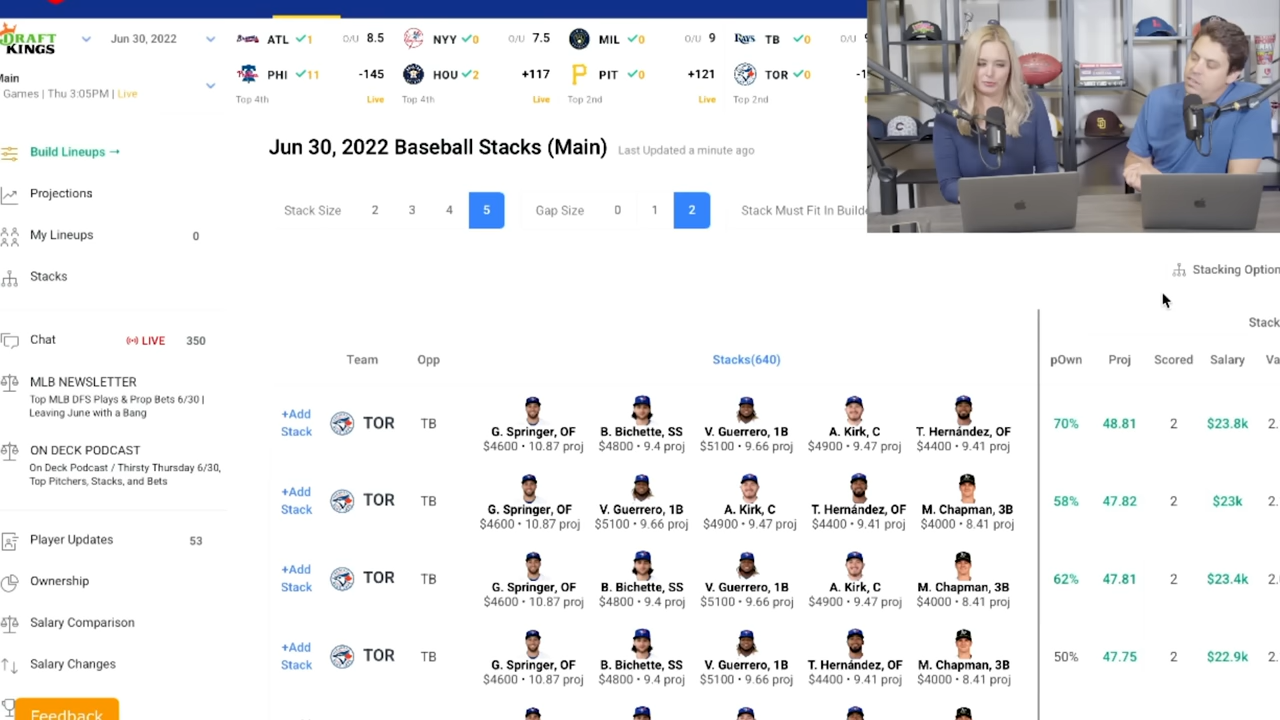 DRAFT
KINGS
Jun 30, 2022
Main
Games | Thu 3:05PM | Live
ATL ✓1 O/U 8.5
PHI ✓11 -145
Top 4th Live
NYY ✓0 O/U 7.5
HOU ✓2 +117
Top 4th Live
MIL ✓0 O/U 9
PIT ✓0 +121
Top 2nd Live
Rays TB ✓0 O/U
TOR ✓0
Top 2nd
Build Lineups →
Projections
My Lineups 0
Stacks
Chat LIVE 350
MLB NEWSLETTER
Top MLB DFS Plays & Prop Bets 6/30 |
Leaving June with a Bang
ON DECK PODCAST
On Deck Podcast / Thirsty Thursday 6/30,
Top Pitchers, Stacks, and Bets
Player Updates 53
Ownership
Salary Comparison
Salary Changes
Feedback
Jun 30, 2022 Baseball Stacks (Main) Last Updated a minute ago
Stack Size 2 3 4 5 Gap Size 0 1 2 Stack Must Fit In Builde
Stacking Option
Stack
Team Opp Stacks(640) pOwn Proj Scored Salary Va
+Add Stack TOR TB
G. Springer, OF B. Bichette, SS V. Guerrero, 1B A. Kirk, C T. Hernández, OF
$4600 • 10.87 proj $4800 • 9.4 proj $5100 • 9.66 proj $4900 • 9.47 proj $4400 • 9.41 proj
70% 48.81 2 $23.8k 2.
+Add Stack TOR TB
G. Springer, OF V. Guerrero, 1B A. Kirk, C T. Hernández, OF M. Chapman, 3B
$4600 • 10.87 proj $5100 • 9.66 proj $4900 • 9.47 proj $4400 • 9.41 proj $4000 • 8.41 proj
58% 47.82 2 $23k 2.
+Add Stack TOR TB
G. Springer, OF B. Bichette, SS V. Guerrero, 1B A. Kirk, C M. Chapman, 3B
$4600 • 10.87 proj $4800 • 9.4 proj $5100 • 9.66 proj $4900 • 9.47 proj $4000 • 8.41 proj
62% 47.81 2 $23.4k 2.
+Add Stack TOR TB
G. Springer, OF B. Bichette, SS V. Guerrero, 1B T. Hernández, OF M. Chapman, 3B
$4600 • 10.87 proj $4800 • 9.4 proj $5100 • 9.66 proj $4400 • 9.41 proj $4000 • 8.41 proj
50% 47.75 2 $22.9k 2.